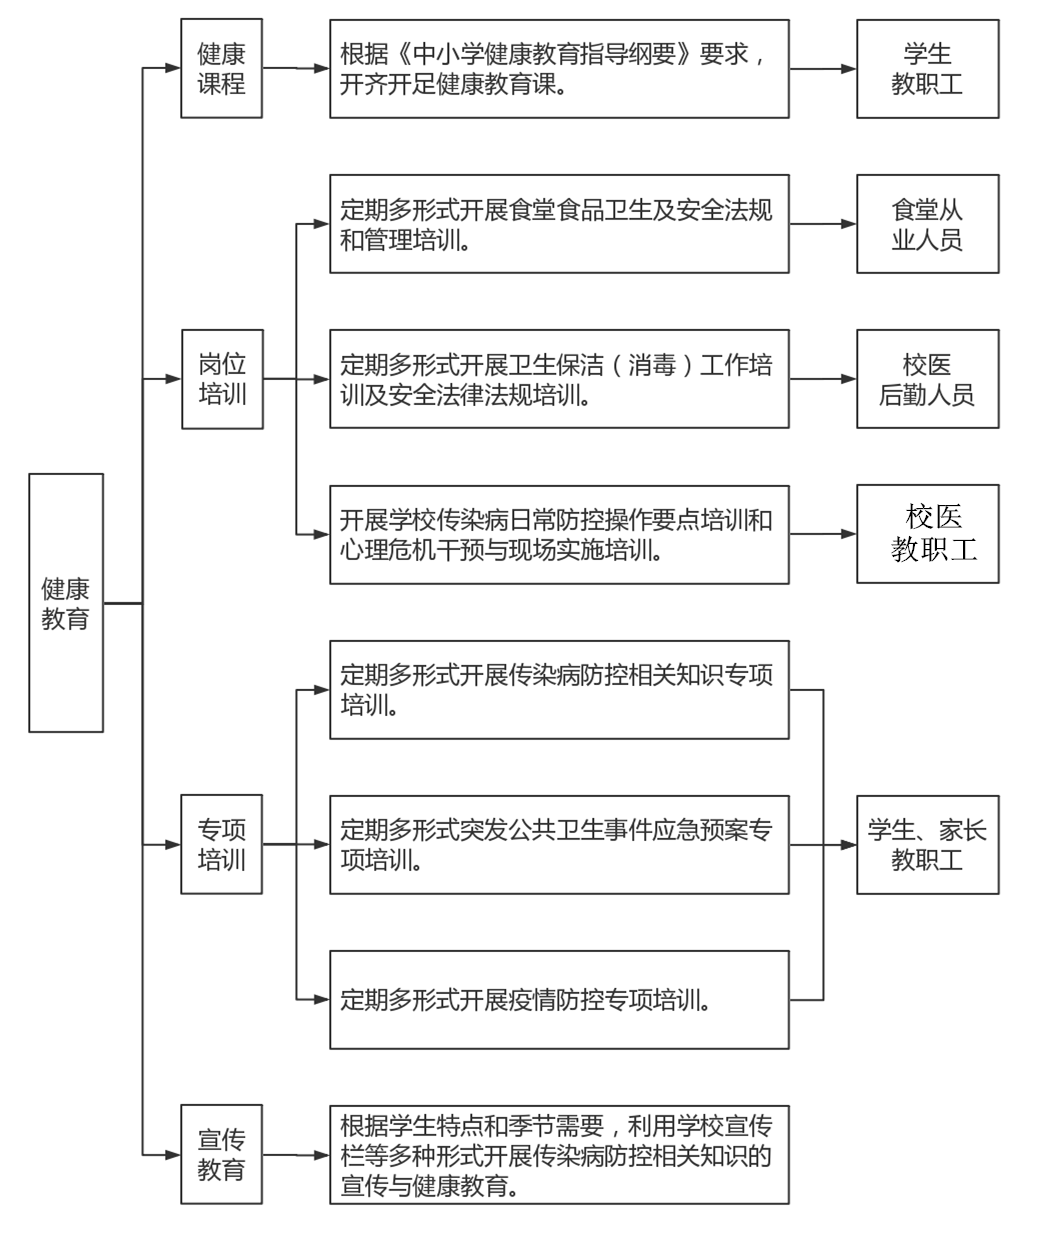 健康
课程
根据《中小学健康教育指导纲要》要求，
开齐开足健康教育课。
学生
教职工
定期多形式开展食堂食品卫生及安全法规
和管理培训。
食堂从
业人员
岗位
培训
定期多形式开展卫生保洁（消毒）工作培
训及安全法律法规培训。
校医
后勤人员
开展学校传染病日常防控操作要点培训和
心理危机干预与现场实施培训。
校医
教职工
健康
教育
定期多形式开展传染病防控相关知识专项
培训。
专项
培训
定期多形式突发公共卫生事件应急预案专
项培训。
学生、家长
教职工
定期多形式开展疫情防控专项培训。
宣传
教育
根据学生特点和季节需要，利用学校宣传
栏等多种形式开展传染病防控相关知识的
宣传与健康教育。